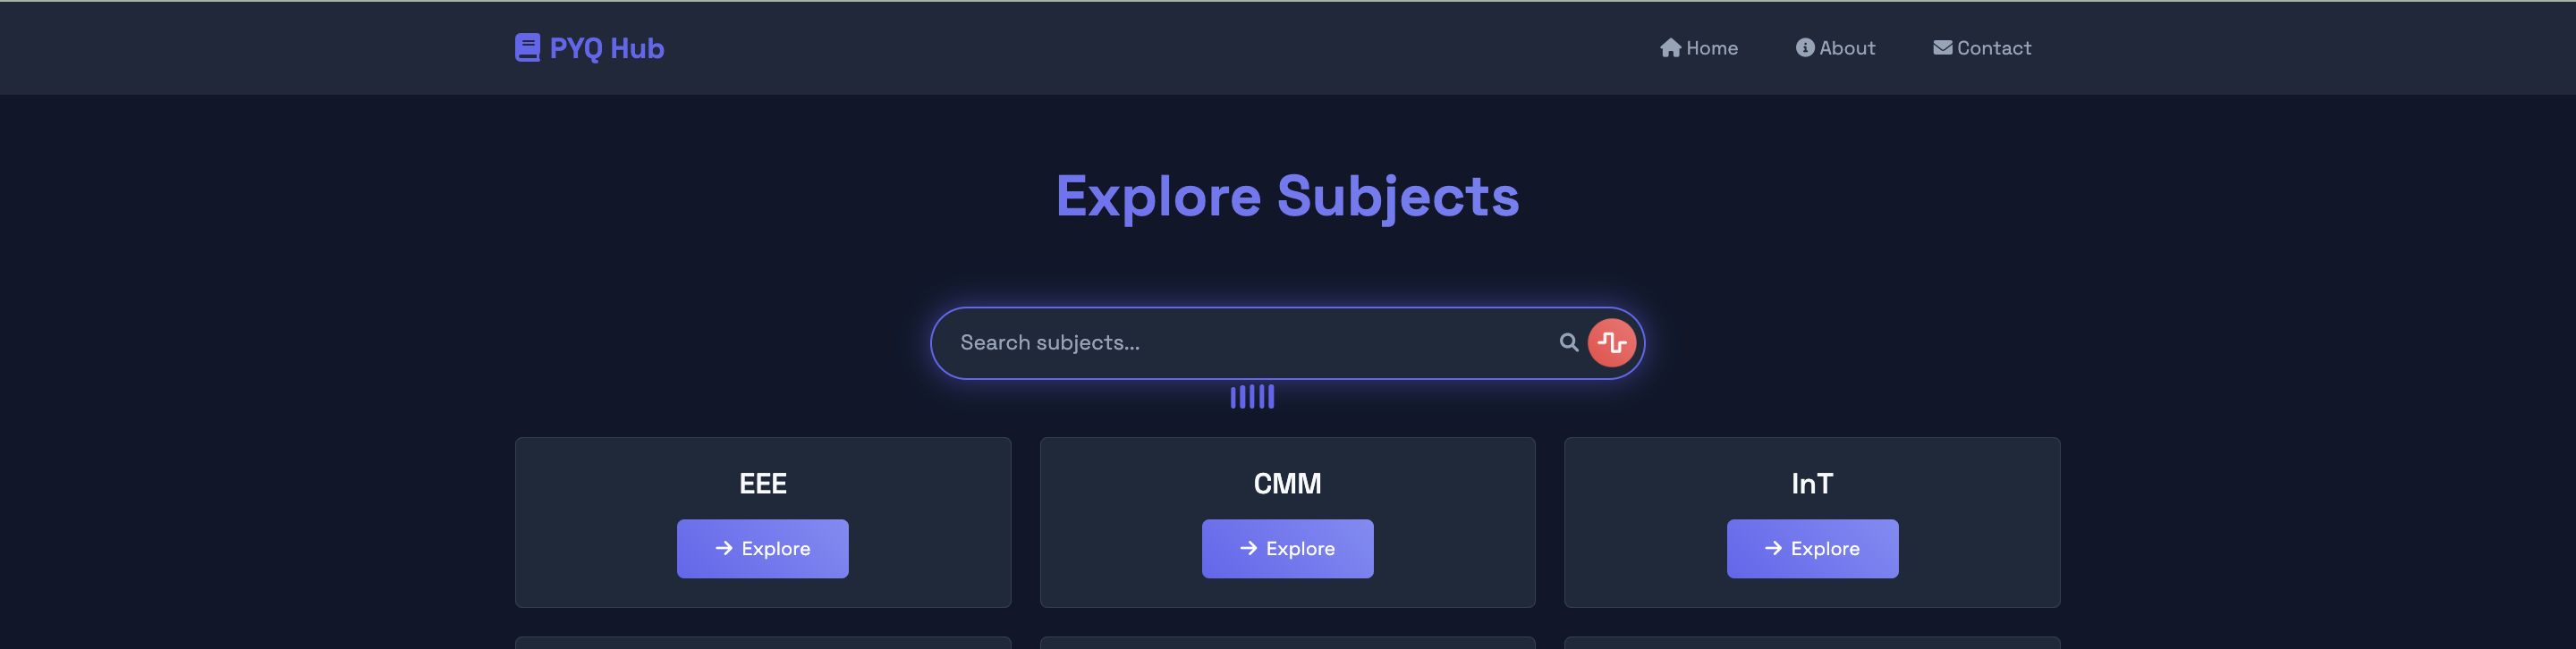 PYQ Hub
Home About Contact
Explore Subjects
Search subjects...
EEE CMM InT
Explore Explore Explore